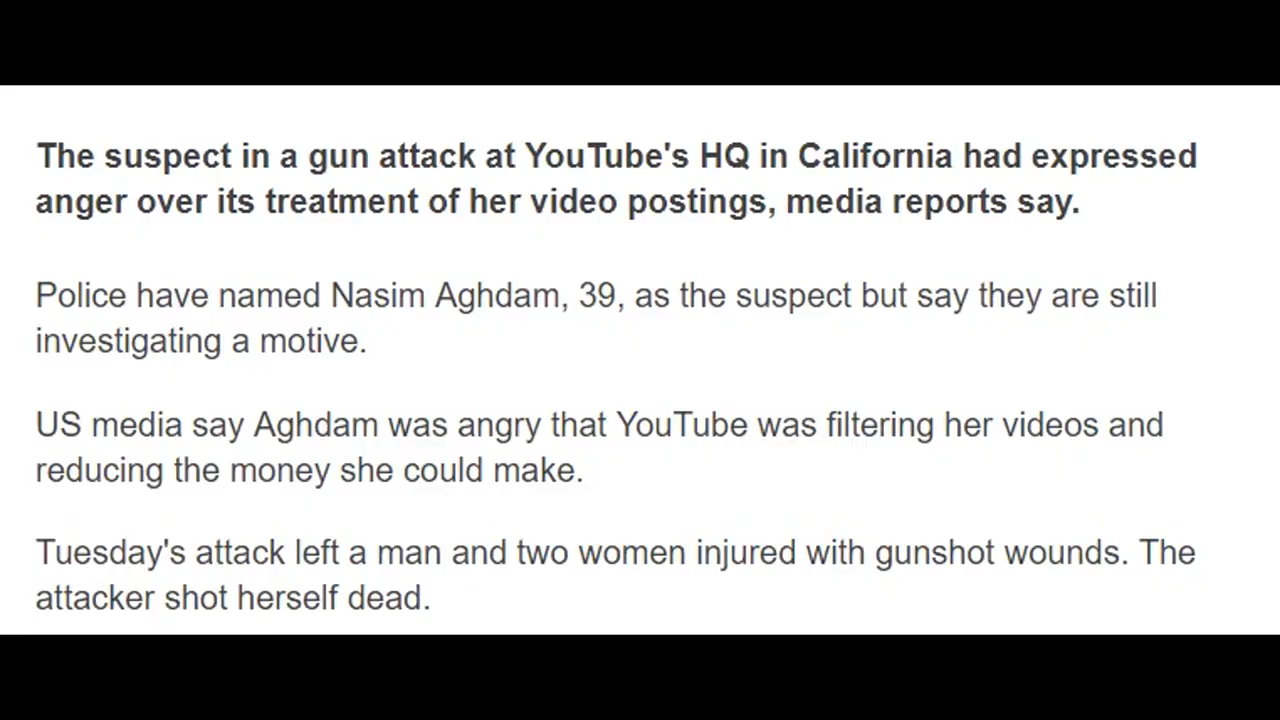 The suspect in a gun attack at YouTube's HQ in California had expressed
anger over its treatment of her video postings, media reports say.
Police have named Nasim Aghdam, 39, as the suspect but say they are still
investigating a motive.
US media say Aghdam was angry that YouTube was filtering her videos and
reducing the money she could make.
Tuesday's attack left a man and two women injured with gunshot wounds. The
attacker shot herself dead.